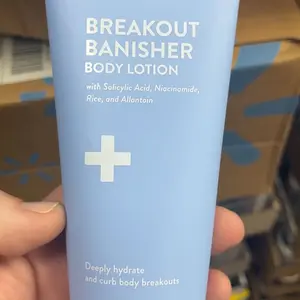 BREAKOUT
BANISHER
BODY LOTION
with Salicylic Acid, Niacinamide,
Rice, and Allantoin
Deeply hydrate
and curb body breakouts